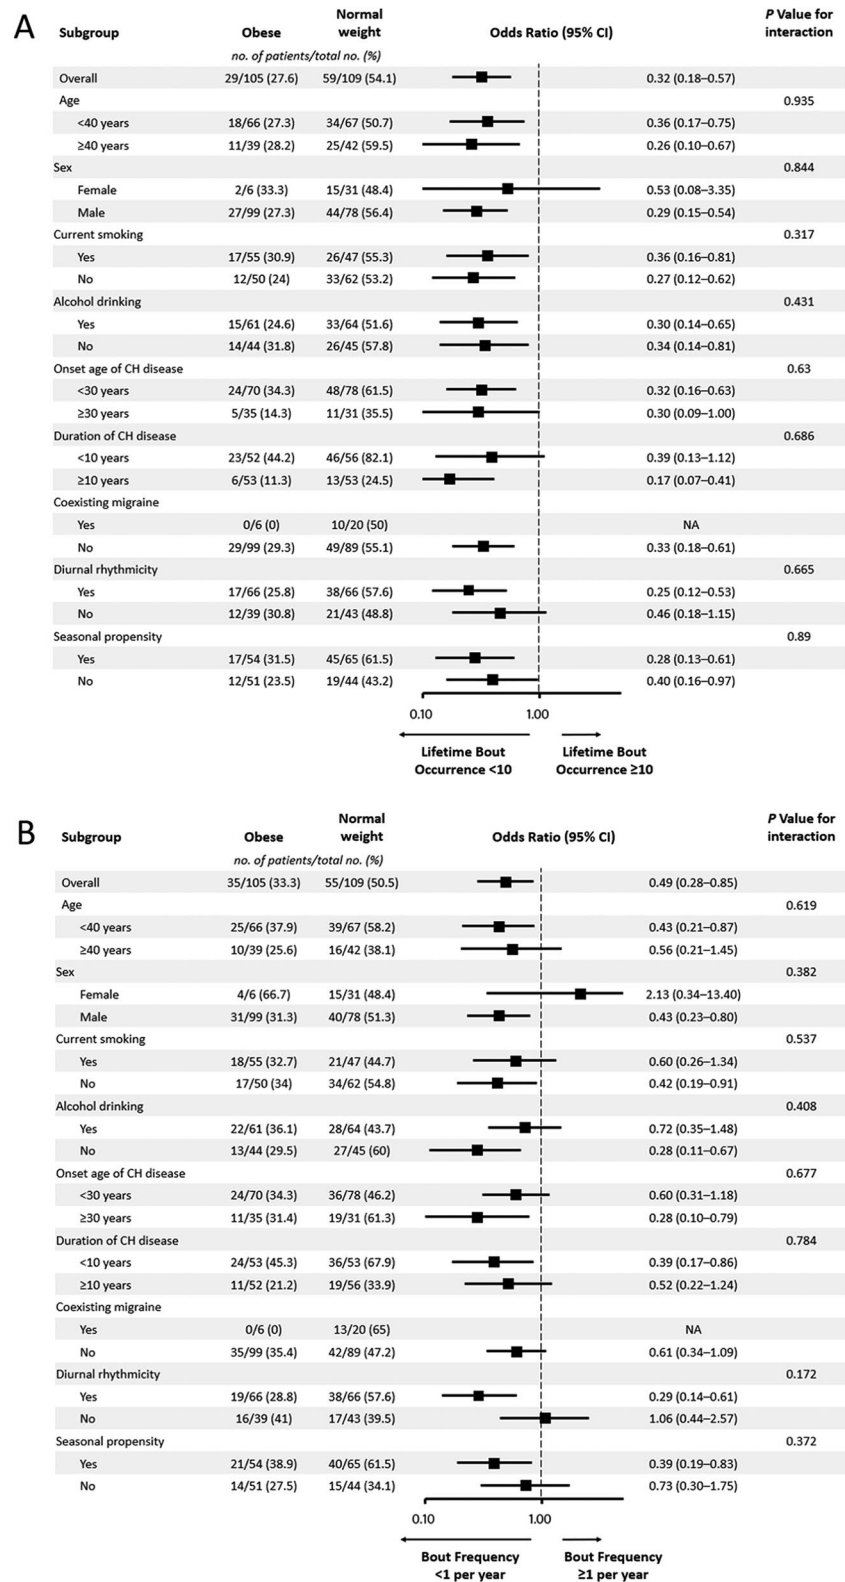 A
Subgroup Obese Normal weight Odds Ratio (95% CI) P Value for interaction
no. of patients/total no. (%)
Overall 29/105 (27.6) 59/109 (54.1) 0.32 (0.18–0.57)
Age 0.935
<40 years 18/66 (27.3) 34/67 (50.7) 0.36 (0.17–0.75)
≥40 years 11/39 (28.2) 25/42 (59.5) 0.26 (0.10–0.67)
Sex 0.844
Female 2/6 (33.3) 15/31 (48.4) 0.53 (0.08–3.35)
Male 27/99 (27.3) 44/78 (56.4) 0.29 (0.15–0.54)
Current smoking 0.317
Yes 17/55 (30.9) 26/47 (55.3) 0.36 (0.16–0.81)
No 12/50 (24) 33/62 (53.2) 0.27 (0.12–0.62)
Alcohol drinking 0.431
Yes 15/61 (24.6) 33/64 (51.6) 0.30 (0.14–0.65)
No 14/44 (31.8) 26/45 (57.8) 0.34 (0.14–0.81)
Onset age of CH disease 0.63
<30 years 24/70 (34.3) 48/78 (61.5) 0.32 (0.16–0.63)
≥30 years 5/35 (14.3) 11/31 (35.5) 0.30 (0.09–1.00)
Duration of CH disease 0.686
<10 years 23/52 (44.2) 46/56 (82.1) 0.39 (0.13–1.12)
≥10 years 6/53 (11.3) 13/53 (24.5) 0.17 (0.07–0.41)
Coexisting migraine
Yes 0/6 (0) 10/20 (50) NA
No 29/99 (29.3) 49/89 (55.1) 0.33 (0.18–0.61)
Diurnal rhythmicity 0.665
Yes 17/66 (25.8) 38/66 (57.6) 0.25 (0.12–0.53)
No 12/39 (30.8) 21/43 (48.8) 0.46 (0.18–1.15)
Seasonal propensity 0.89
Yes 17/54 (31.5) 45/65 (61.5) 0.28 (0.13–0.61)
No 12/51 (23.5) 19/44 (43.2) 0.40 (0.16–0.97)
0.10 1.00
Lifetime Bout Lifetime Bout
Occurrence <10 Occurrence ≥10
B
Subgroup Obese Normal weight Odds Ratio (95% CI) P Value for interaction
no. of patients/total no. (%)
Overall 35/105 (33.3) 55/109 (50.5) 0.49 (0.28–0.85)
Age 0.619
<40 years 25/66 (37.9) 39/67 (58.2) 0.43 (0.21–0.87)
≥40 years 10/39 (25.6) 16/42 (38.1) 0.56 (0.21–1.45)
Sex 0.382
Female 4/6 (66.7) 15/31 (48.4) 2.13 (0.34–13.40)
Male 31/99 (31.3) 40/78 (51.3) 0.43 (0.23–0.80)
Current smoking 0.537
Yes 18/55 (32.7) 21/47 (44.7) 0.60 (0.26–1.34)
No 17/50 (34) 34/62 (54.8) 0.42 (0.19–0.91)
Alcohol drinking 0.408
Yes 22/61 (36.1) 28/64 (43.7) 0.72 (0.35–1.48)
No 13/44 (29.5) 27/45 (60) 0.28 (0.11–0.67)
Onset age of CH disease 0.677
<30 years 24/70 (34.3) 36/78 (46.2) 0.60 (0.31–1.18)
≥30 years 11/35 (31.4) 19/31 (61.3) 0.28 (0.10–0.79)
Duration of CH disease 0.784
<10 years 24/53 (45.3) 36/53 (67.9) 0.39 (0.17–0.86)
≥10 years 11/52 (21.2) 19/56 (33.9) 0.52 (0.22–1.24)
Coexisting migraine
Yes 0/6 (0) 13/20 (65) NA
No 35/99 (35.4) 42/89 (47.2) 0.61 (0.34–1.09)
Diurnal rhythmicity 0.172
Yes 19/66 (28.8) 38/66 (57.6) 0.29 (0.14–0.61)
No 16/39 (41) 17/43 (39.5) 1.06 (0.44–2.57)
Seasonal propensity 0.372
Yes 21/54 (38.9) 40/65 (61.5) 0.39 (0.19–0.83)
No 14/51 (27.5) 15/44 (34.1) 0.73 (0.30–1.75)
0.10 1.00
Bout Frequency Bout Frequency
<1 per year ≥1 per year